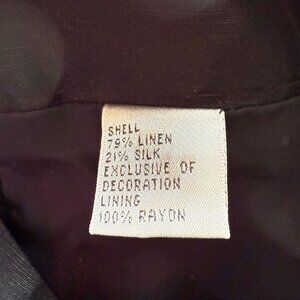 SHELL
79% LINEN
21% SILK
EXCLUSIVE OF
DECORATION
LINING
100% RAYON